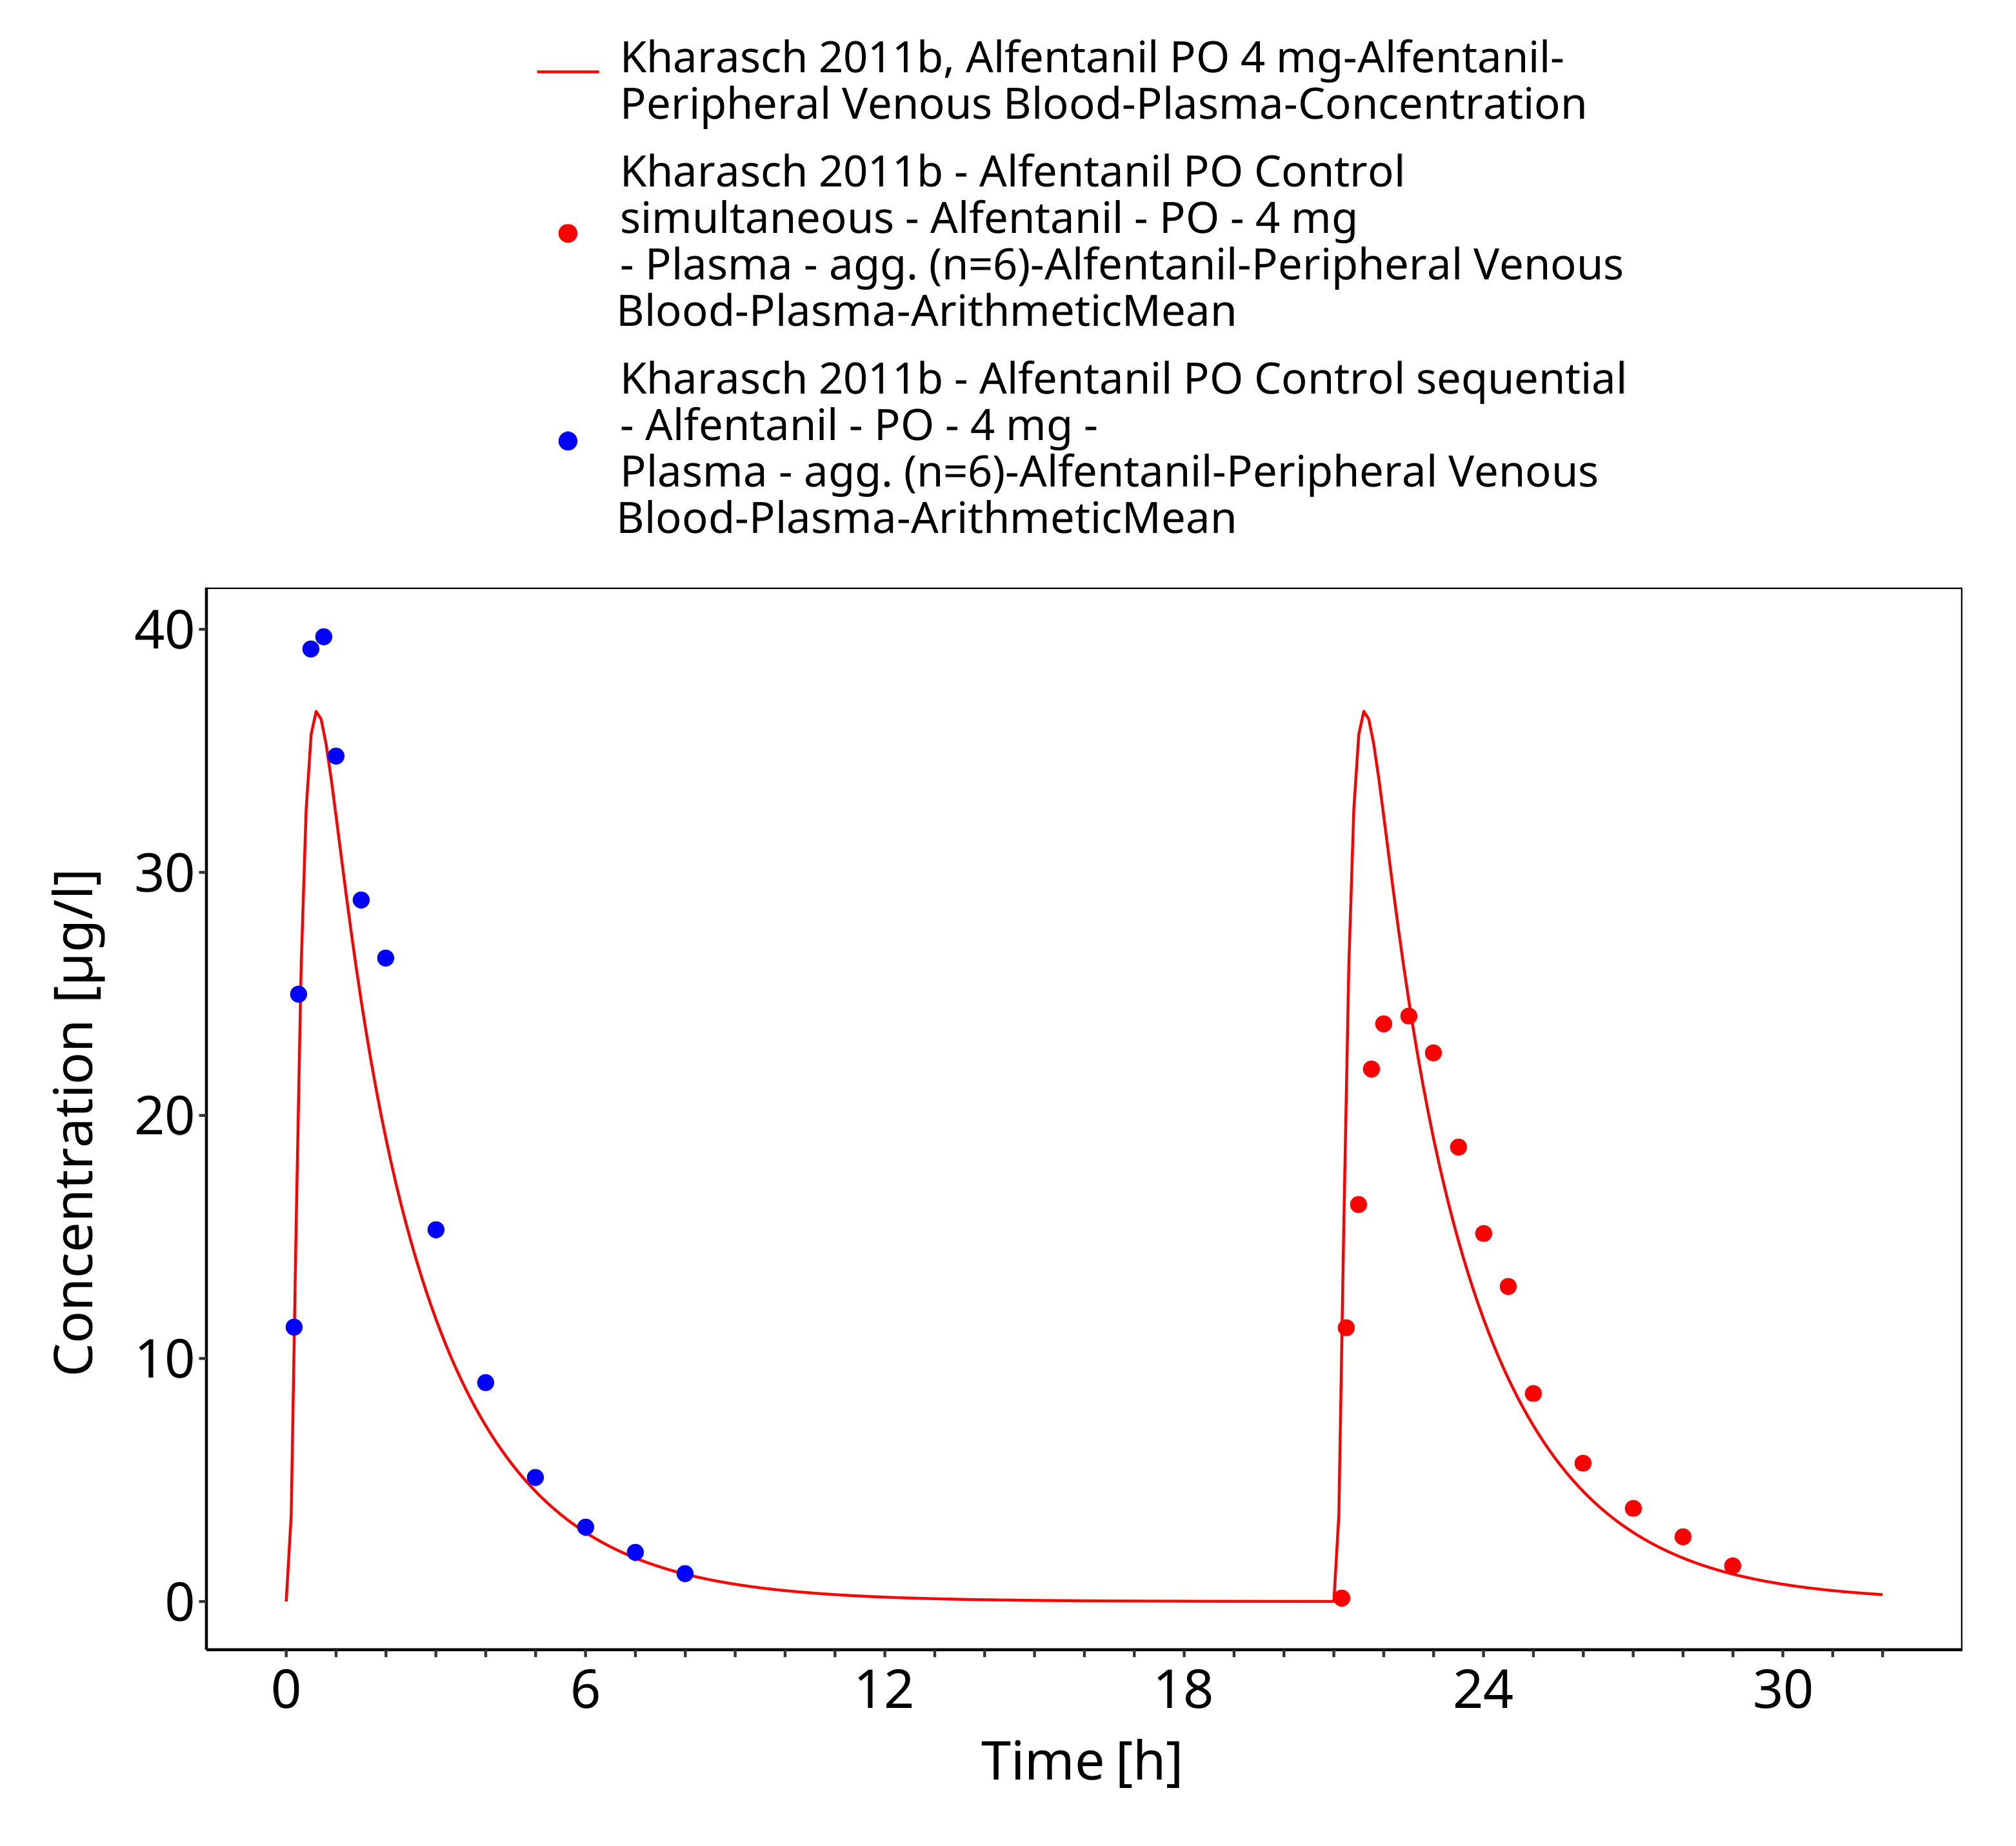 Kharasch 2011b, Alfentanil PO 4 mg-Alfentanil-
Peripheral Venous Blood-Plasma-Concentration
Kharasch 2011b - Alfentanil PO Control
simultaneous - Alfentanil - PO - 4 mg
- Plasma - agg. (n=6)-Alfentanil-Peripheral Venous
Blood-Plasma-ArithmeticMean
Kharasch 2011b - Alfentanil PO Control sequential
- Alfentanil - PO - 4 mg -
Plasma - agg. (n=6)-Alfentanil-Peripheral Venous
Blood-Plasma-ArithmeticMean
40
30
20
10
0
Concentration [µg/l]
0 6 12 18 24 30
Time [h]